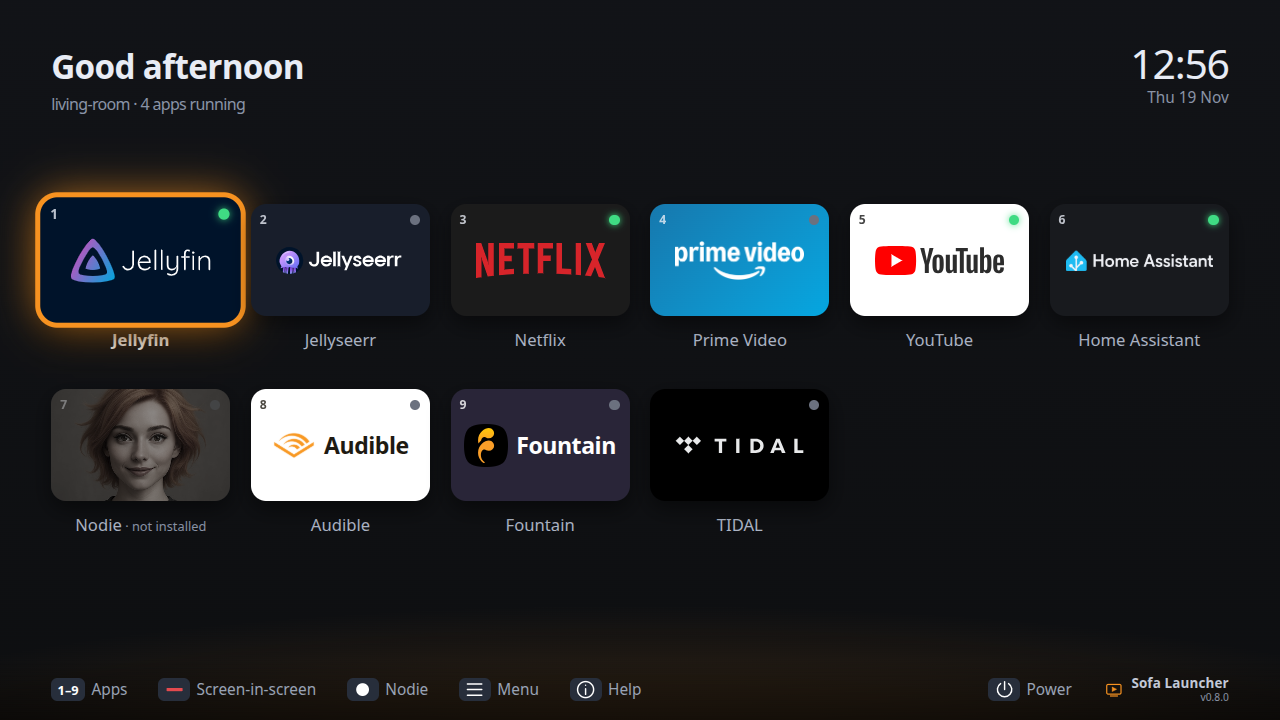 Good afternoon
living-room · 4 apps running
12:56
Thu 19 Nov
1
Jellyfin
Jellyfin
2
Jellyseerr
Jellyseerr
3
NETFLIX
Netflix
4
prime video
Prime Video
5
YouTube
YouTube
6
Home Assistant
Home Assistant
7
Nodie · not installed
8
Audible
Audible
9
Fountain
Fountain
TIDAL
TIDAL
1–9 Apps
Screen-in-screen
Nodie
Menu
Help
Power
Sofa Launcher
v0.8.0